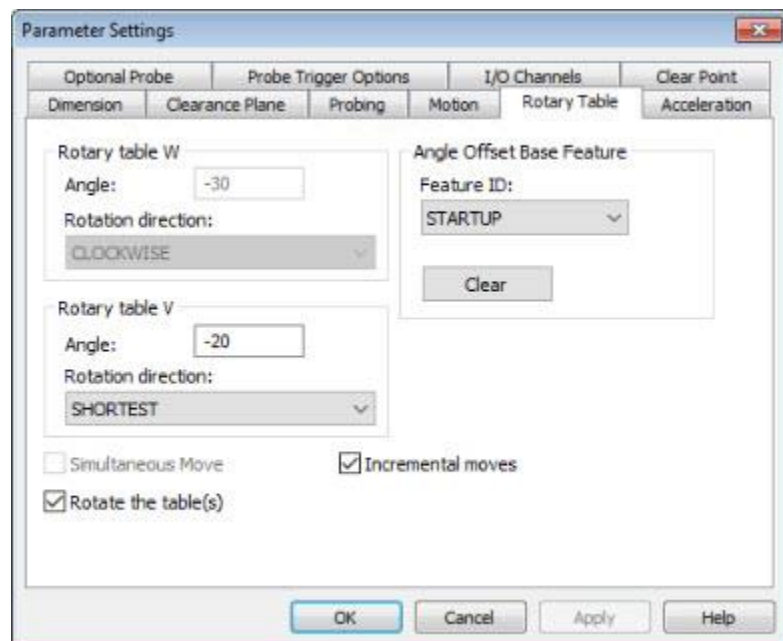 Parameter Settings
Optional Probe Probe Trigger Options I/O Channels Clear Point
Dimension Clearance Plane Probing Motion Rotary Table Acceleration
Rotary table W
Angle: -30
Rotation direction:
CLOCKWISE
Angle Offset Base Feature
Feature ID:
STARTUP
Clear
Rotary table V
Angle: -20
Rotation direction:
SHORTEST
Simultaneous Move Incremental moves
Rotate the table(s)
OK Cancel Apply Help